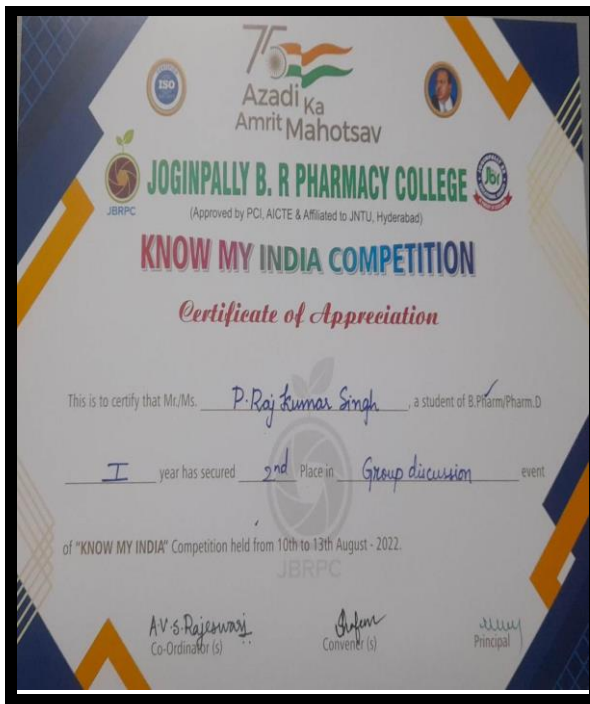 75
Azadi Ka
Amrit Mahotsav
ISO
JBRPC
JOGINPALLY B. R PHARMACY COLLEGE
Jbr
(Approved by PCI, AICTE & Affiliated to JNTU, Hyderabad)
KNOW MY INDIA COMPETITION
Certificate of Appreciation
This is to certify that Mr./Ms. P. Raj Kumar Singh, a student of B.Pharm/Pharm.D
I year has secured 2nd Place in Group discussion event
of "KNOW MY INDIA" Competition held from 10th to 13th August - 2022.
JBRPC
A.V.S. Rajeswari
Co-Ordinator (s)
Convener (s)
Principal